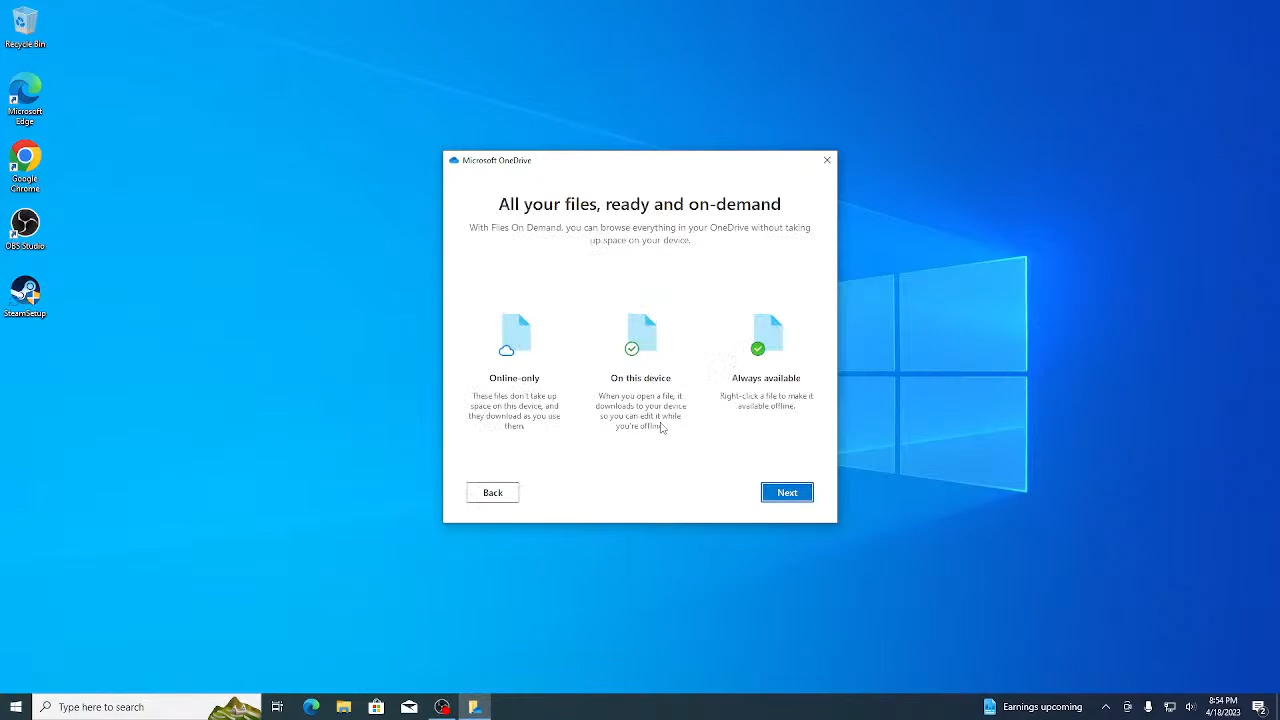 Recycle Bin
Microsoft
Edge
Google
Chrome
OBS Studio
SteamSetup
Microsoft OneDrive
All your files, ready and on-demand
With Files On Demand, you can browse everything in your OneDrive without taking
up space on your device.
Online-only
These files don't take up
space on this device, and
they download as you use
them.
On this device
When you open a file, it
downloads to your device
so you can edit it while
you're offline.
Always available
Right-click a file to make it
available offline.
Back
Next
Type here to search
Earnings upcoming
8:54 PM
4/18/2023
2